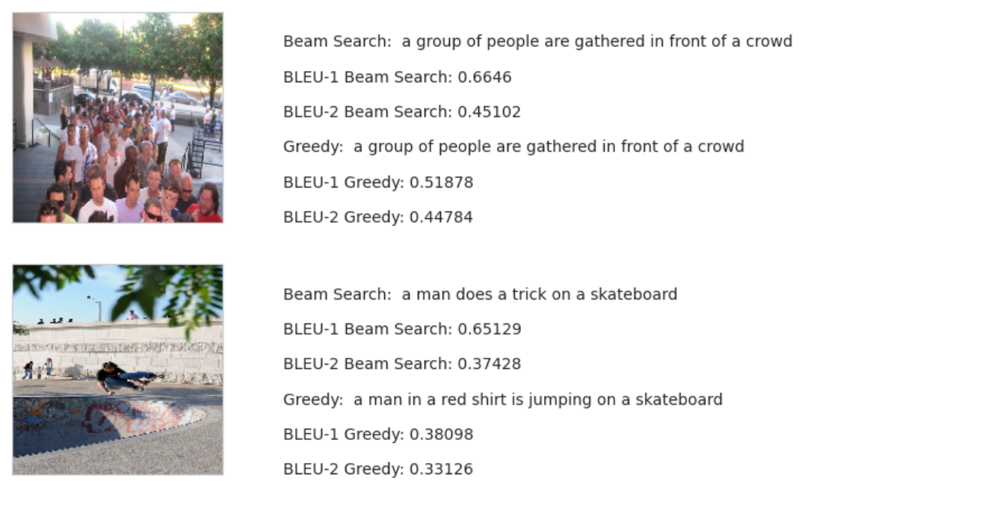 Beam Search:  a group of people are gathered in front of a crowd
BLEU-1 Beam Search: 0.6646
BLEU-2 Beam Search: 0.45102
Greedy:  a group of people are gathered in front of a crowd
BLEU-1 Greedy: 0.51878
BLEU-2 Greedy: 0.44784
Beam Search:  a man does a trick on a skateboard
BLEU-1 Beam Search: 0.65129
BLEU-2 Beam Search: 0.37428
Greedy:  a man in a red shirt is jumping on a skateboard
BLEU-1 Greedy: 0.38098
BLEU-2 Greedy: 0.33126